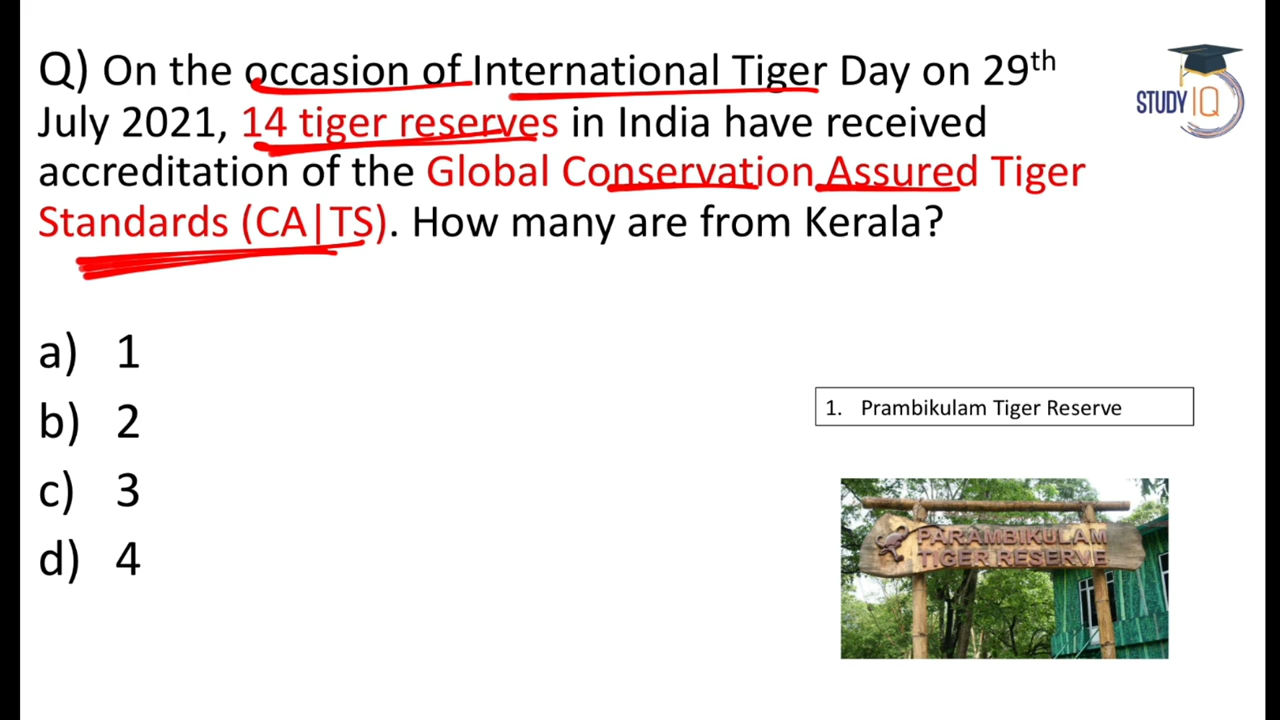 Q) On the occasion of International Tiger Day on 29th
July 2021, 14 tiger reserves in India have received
accreditation of the Global Conservation Assured Tiger
Standards (CA|TS). How many are from Kerala?
STUDY IQ
a) 1
b) 2
c) 3
d) 4
1. Prambikulam Tiger Reserve
PARAMBIKULAM
TIGER RESERVE